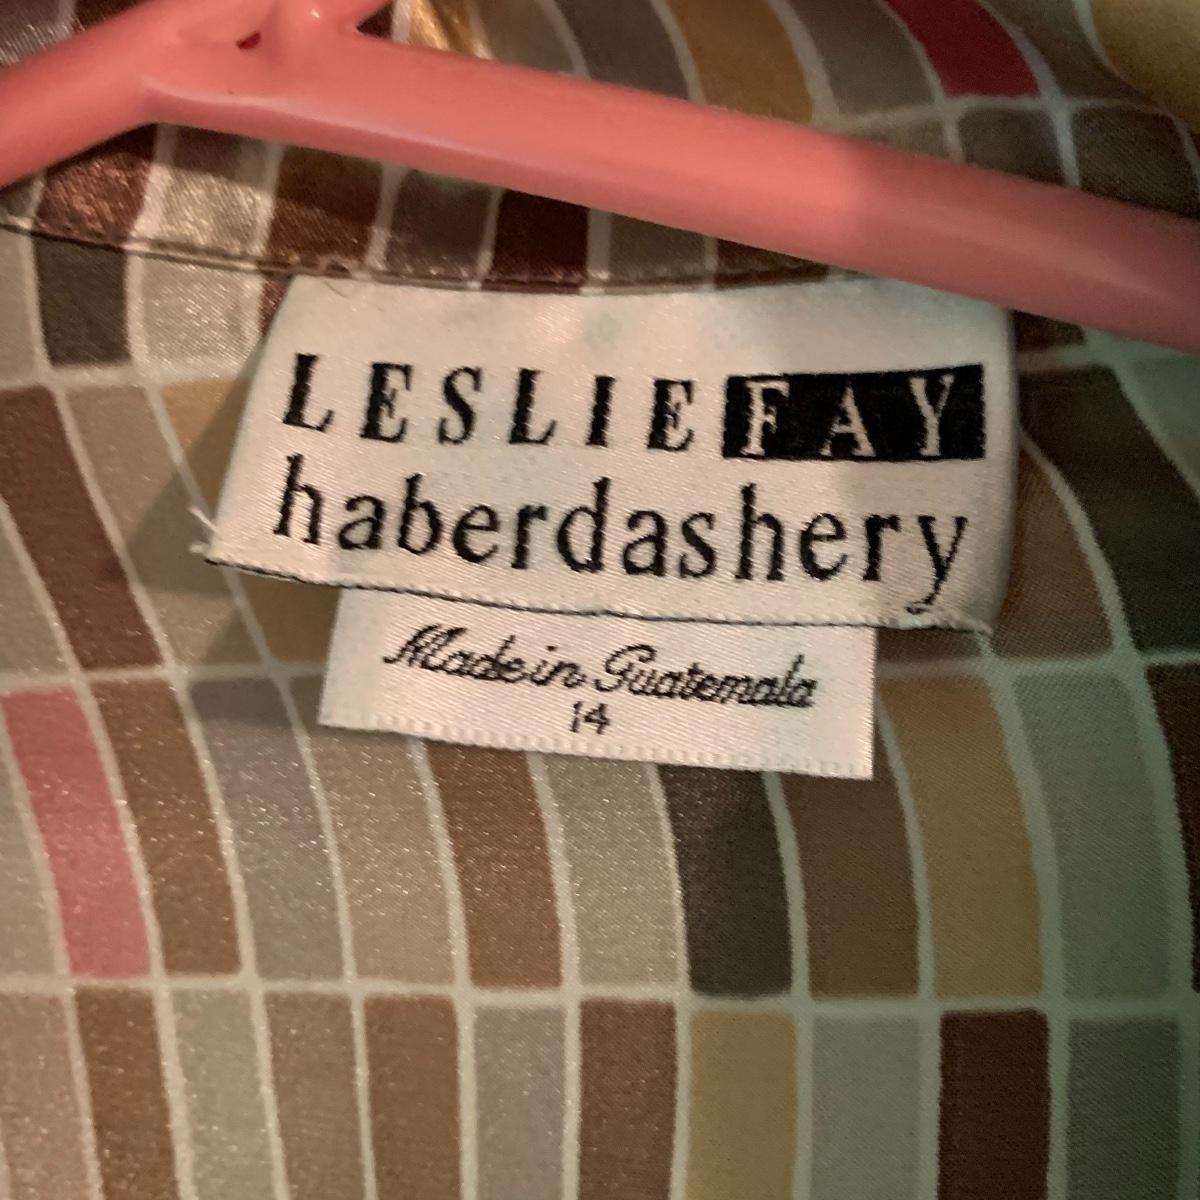 LESLIE FAY
haberdashery
Made in Guatemala
14